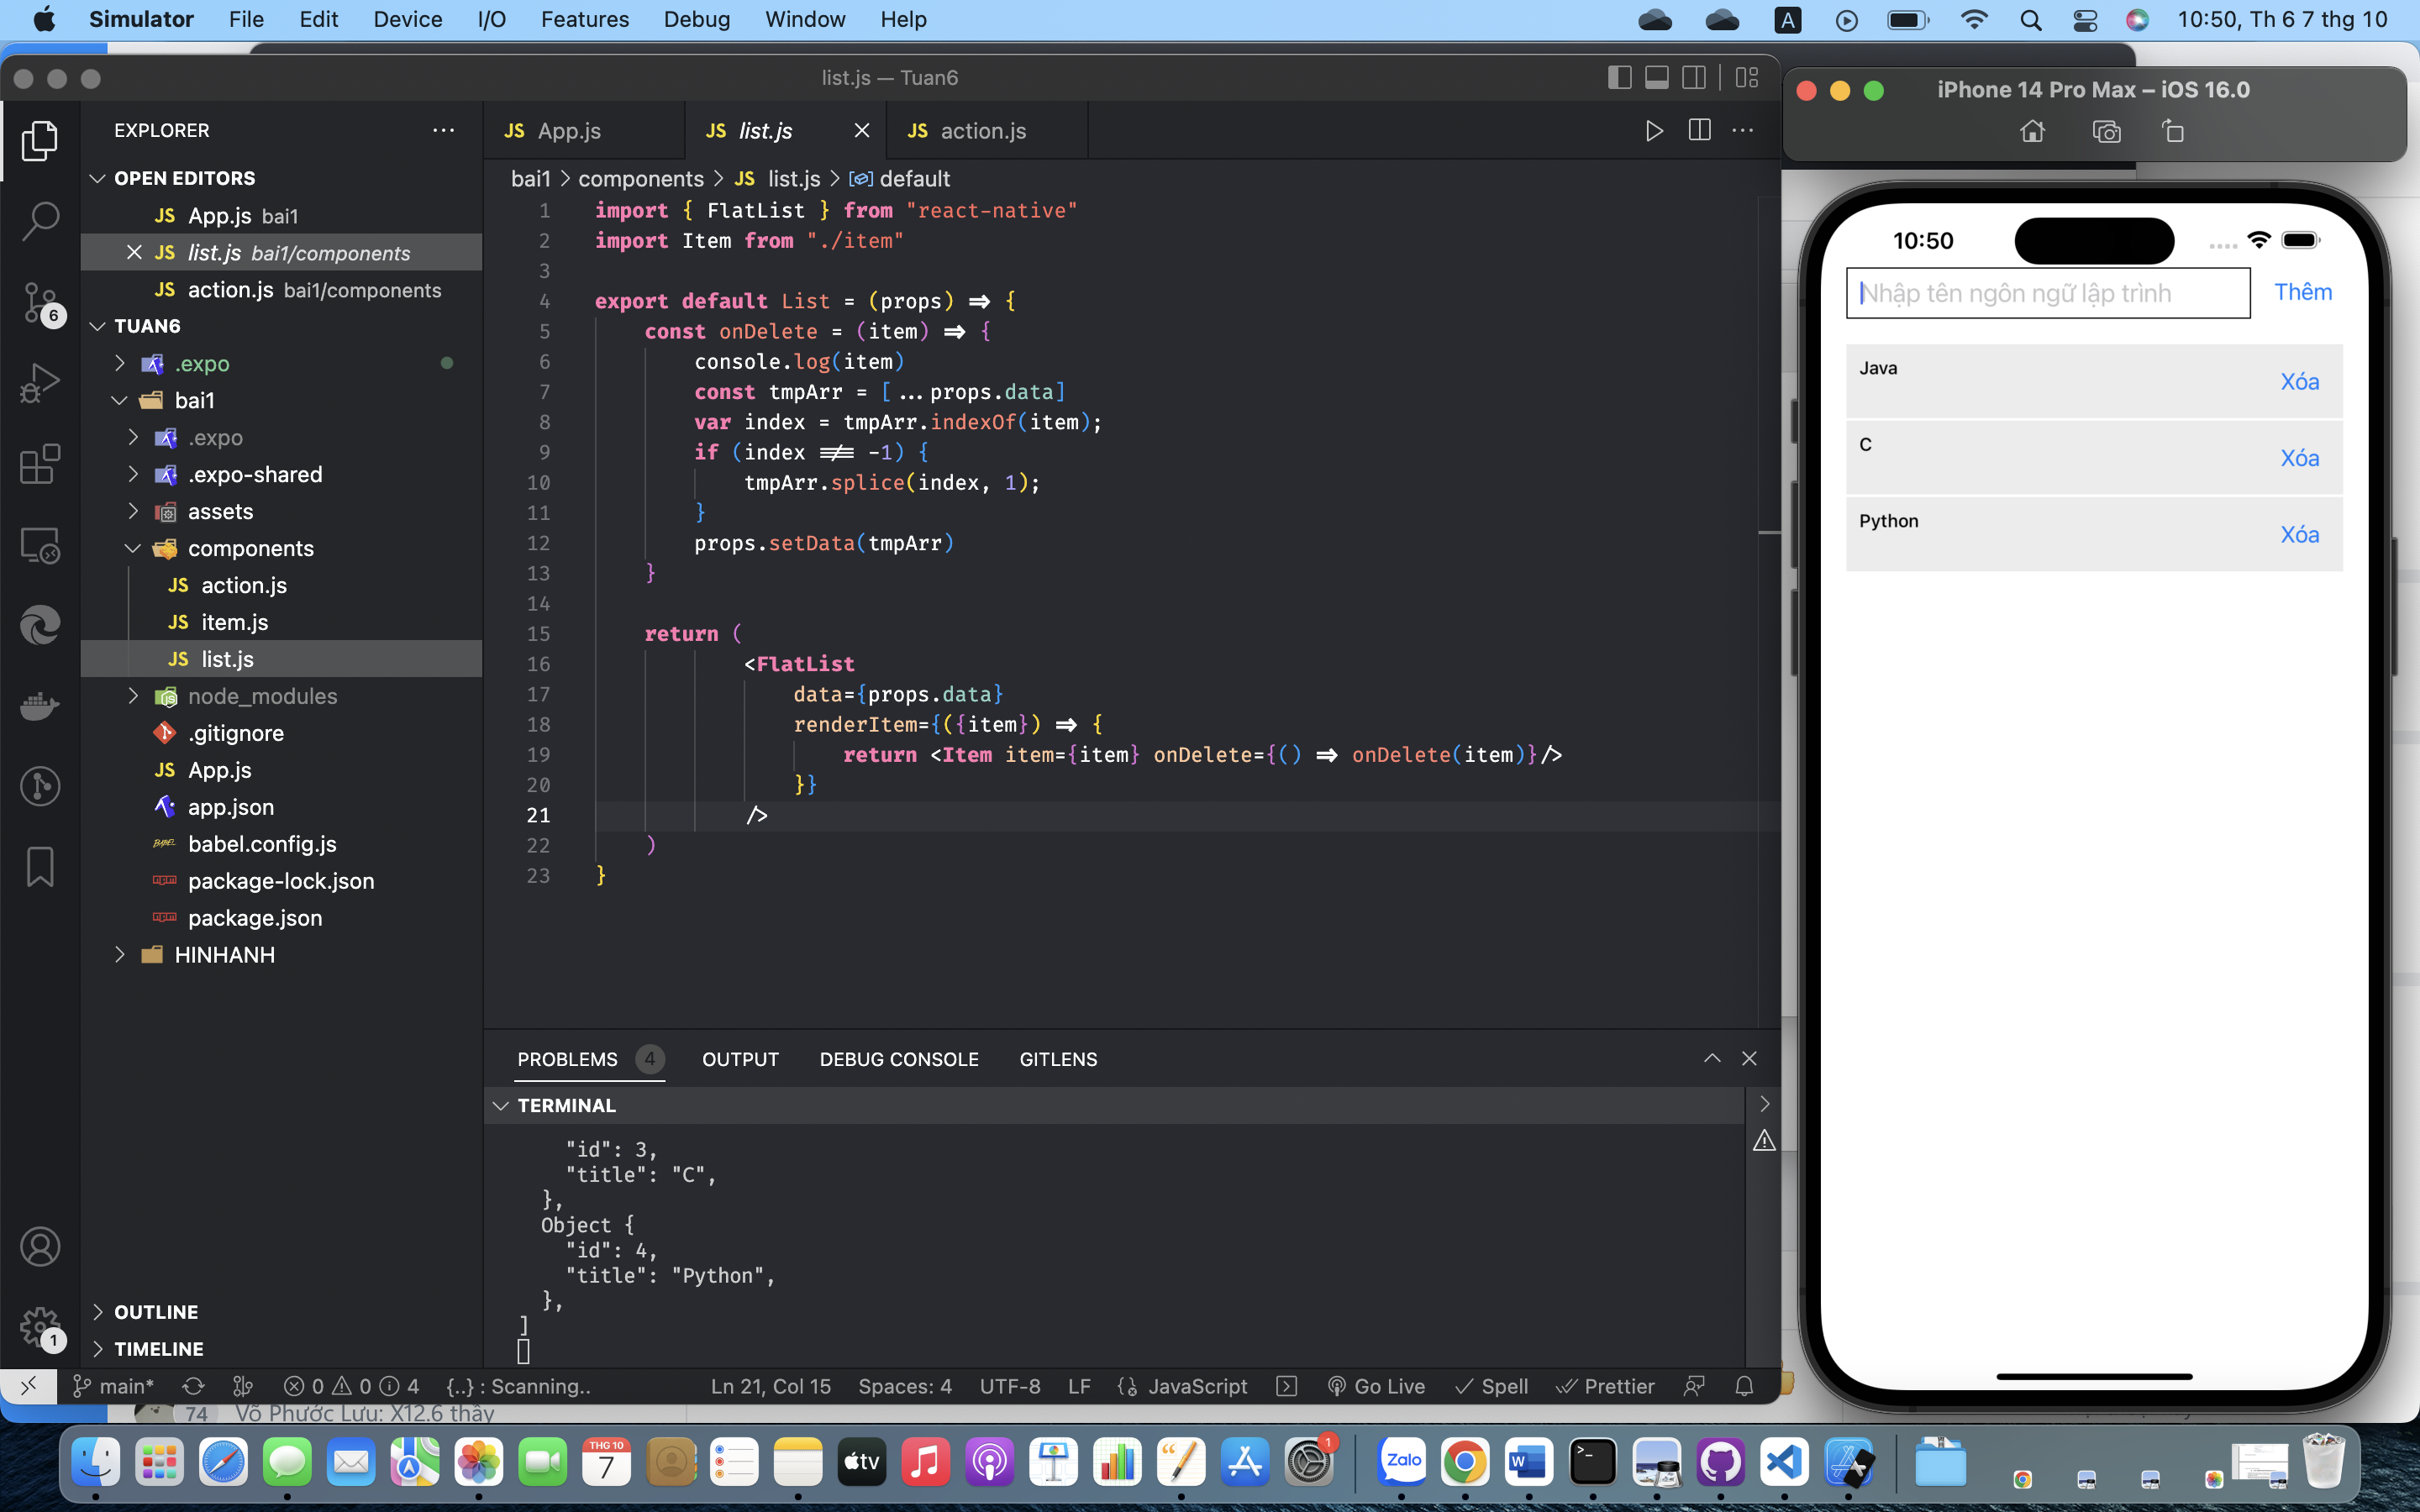 Simulator File Edit Device I/O Features Debug Window Help A 10:50, Th 6 7 thg 10
list.js — Tuan6
iPhone 14 Pro Max – iOS 16.0
EXPLORER
OPEN EDITORS
JS App.js bai1
JS list.js bai1/components
JS action.js bai1/components
TUAN6
.expo
bai1
.expo
.expo-shared
assets
components
JS action.js
JS item.js
JS list.js
node_modules
.gitignore
JS App.js
app.json
babel.config.js
package-lock.json
package.json
HINHANH
OUTLINE
TIMELINE
6
1
JS App.js JS list.js JS action.js
bai1 > components > JS list.js > default
1 import { FlatList } from "react-native"
2 import Item from "./item"
3
4 export default List = (props) => {
5 const onDelete = (item) => {
6 console.log(item)
7 const tmpArr = [...props.data]
8 var index = tmpArr.indexOf(item);
9 if (index !== -1) {
10 tmpArr.splice(index, 1);
11 }
12 props.setData(tmpArr)
13 }
14
15 return (
16 <FlatList
17 data={props.data}
18 renderItem={({item}) => {
19 return <Item item={item} onDelete={() => onDelete(item)}/>
20 }}
21 />
22 )
23 }
PROBLEMS 4 OUTPUT DEBUG CONSOLE GITLENS
TERMINAL
"id": 3,
"title": "C",
},
Object {
"id": 4,
"title": "Python",
},
]
main* 0 0 4 {..} : Scanning.. Ln 21, Col 15 Spaces: 4 UTF-8 LF JavaScript Go Live Spell Prettier
10:50
Nhập tên ngôn ngữ lập trình Thêm
Java Xóa
C Xóa
Python Xóa
74 Võ Phước Lưu: X12.6 thầy
THG 10
7
tv
1
Zalo
W